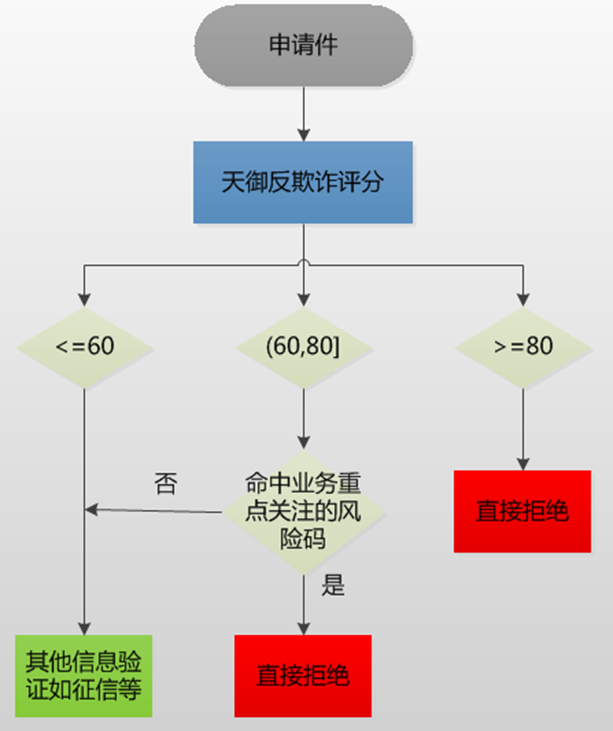 申请件
天御反欺诈评分
<=60
(60,80]
>=80
否
命中业务重
点关注的风
险码
直接拒绝
是
其他信息验
证如征信等
直接拒绝